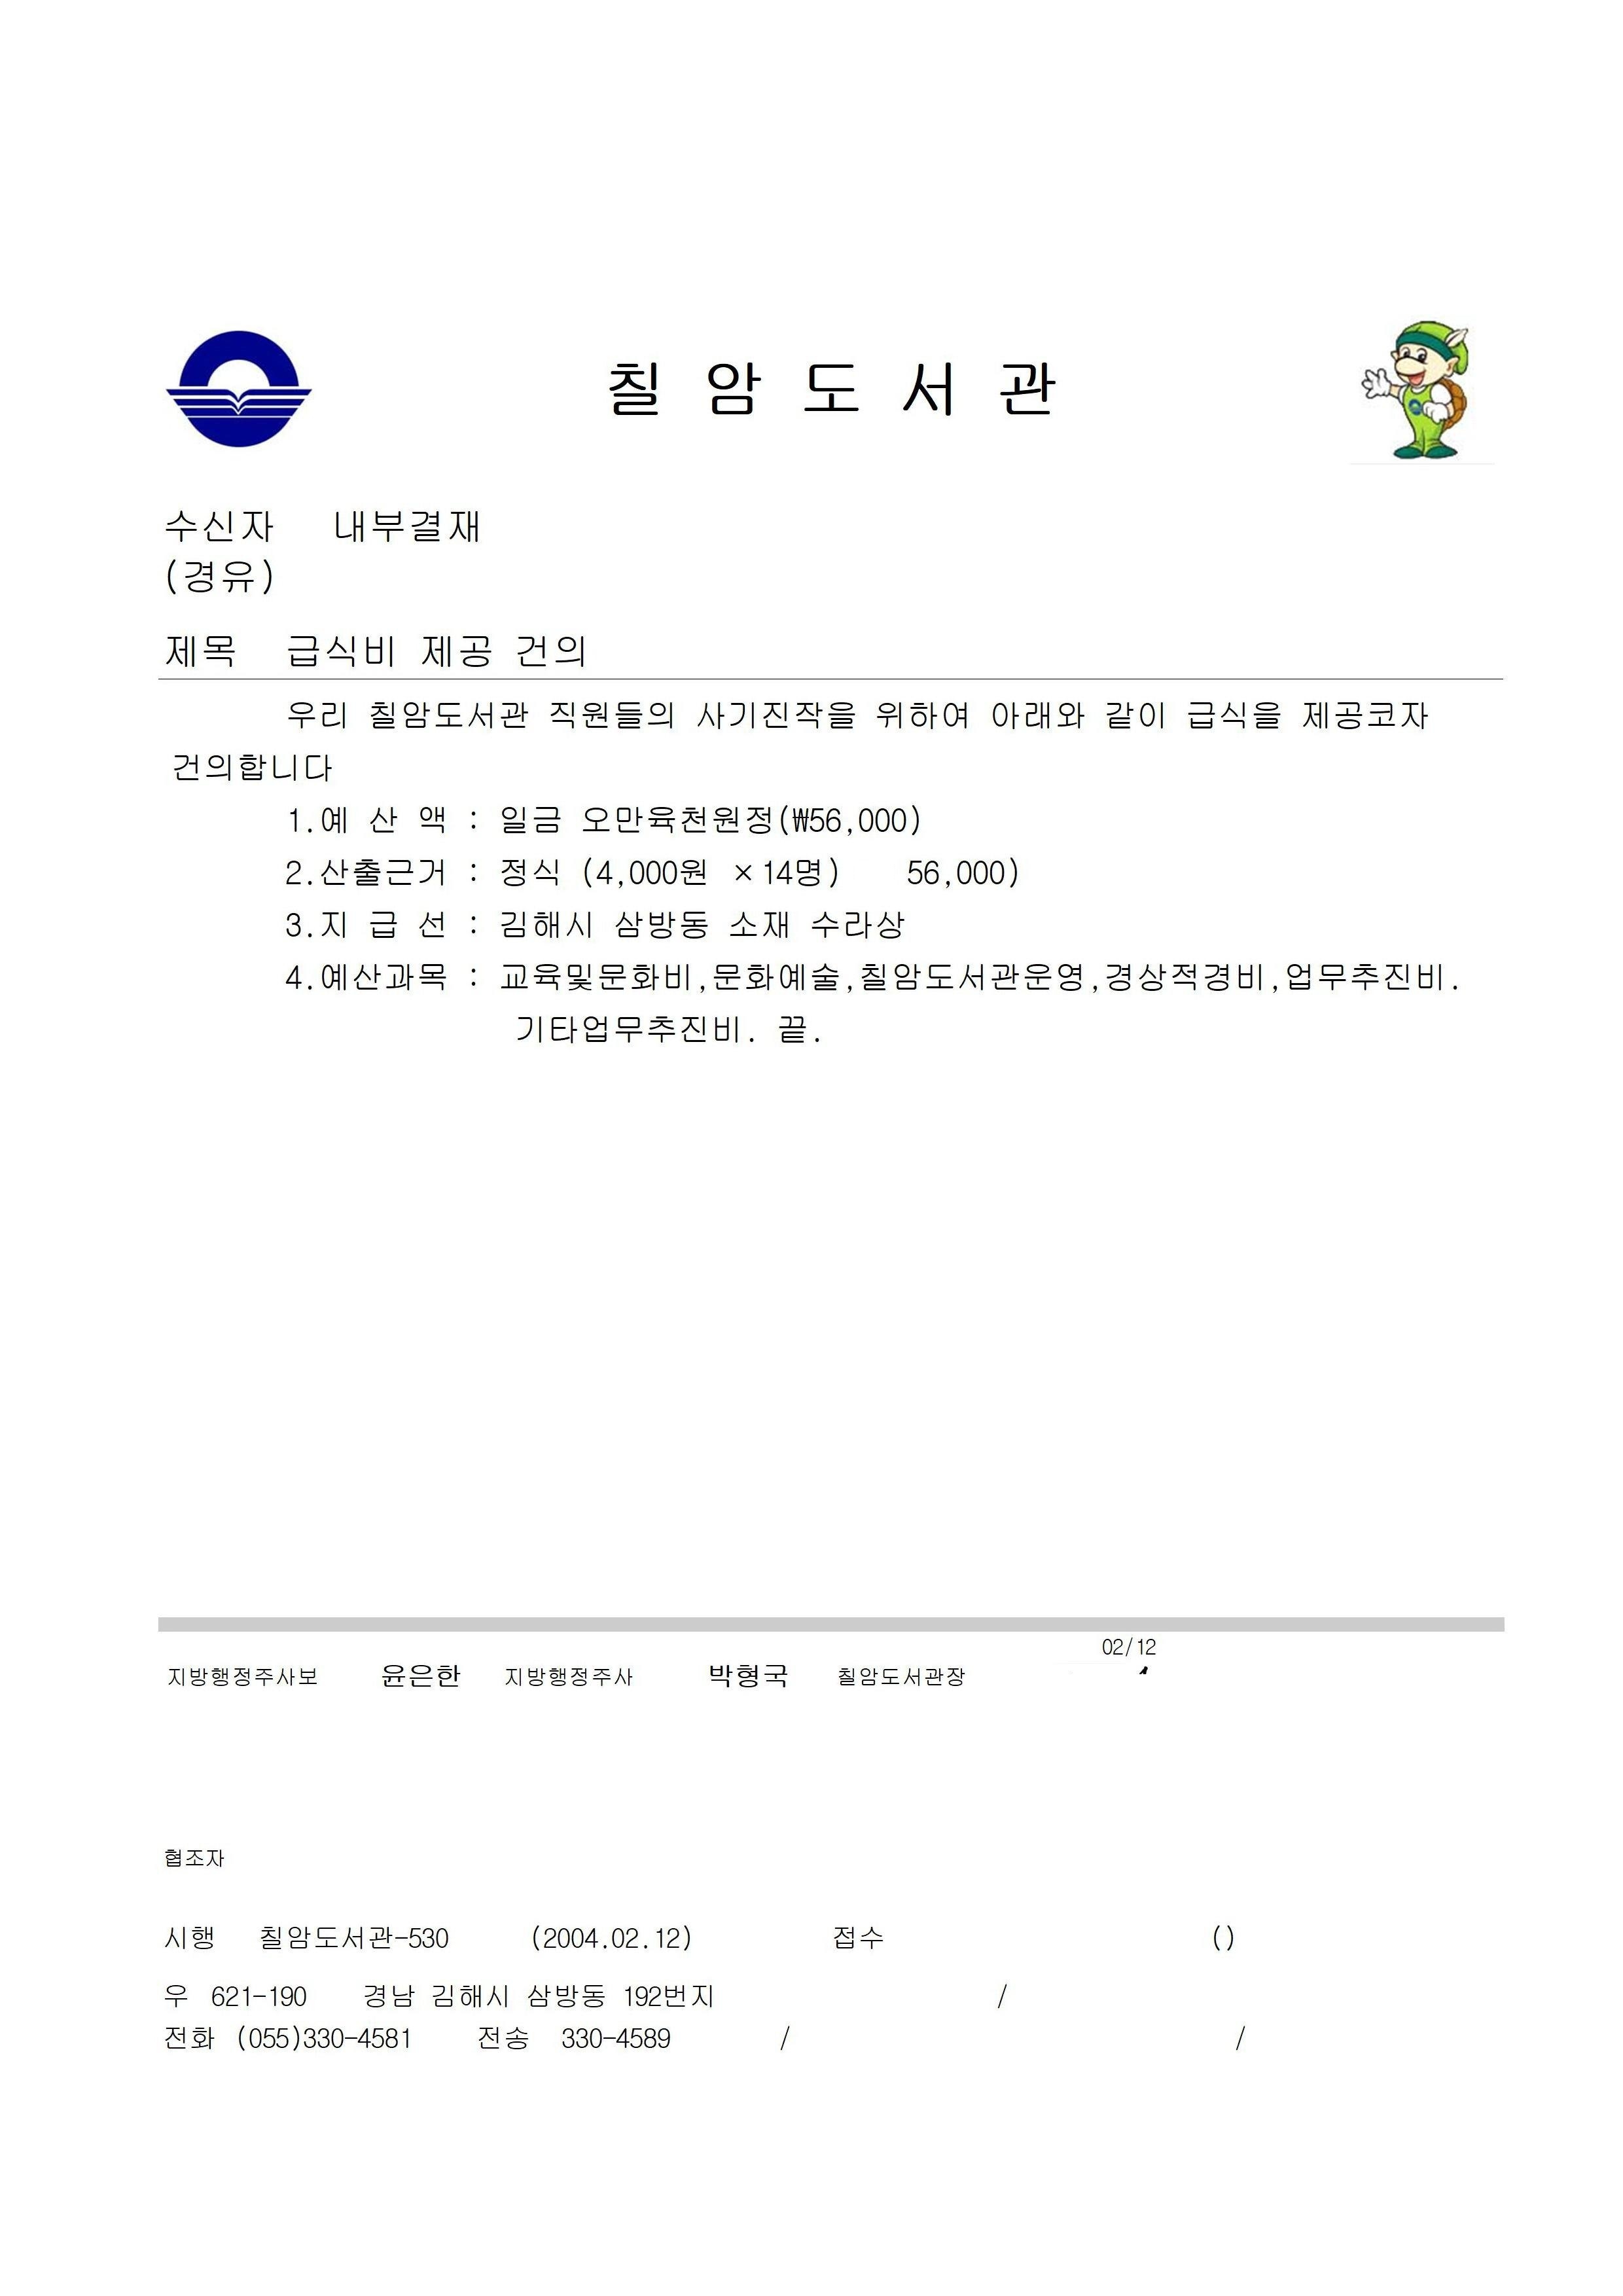 칠 암 도 서 관
수신자 내부결재
(경유)
제목 급식비 제공 건의
우리 칠암도서관 직원들의 사기진작을 위하여 아래와 같이 급식을 제공코자
건의합니다
1.예 산 액 : 일금 오만육천원정(₩56,000)
2.산출근거 : 정식 (4,000원 ×14명) 56,000)
3.지 급 선 : 김해시 삼방동 소재 수라상
4.예산과목 : 교육및문화비,문화예술,칠암도서관운영,경상적경비,업무추진비.
기타업무추진비. 끝.
02/12
지방행정주사보 윤은한 지방행정주사 박형국 칠암도서관장
협조자
시행 칠암도서관-530 (2004.02.12) 접수 ()
우 621-190 경남 김해시 삼방동 192번지 /
전화 (055)330-4581 전송 330-4589 / /